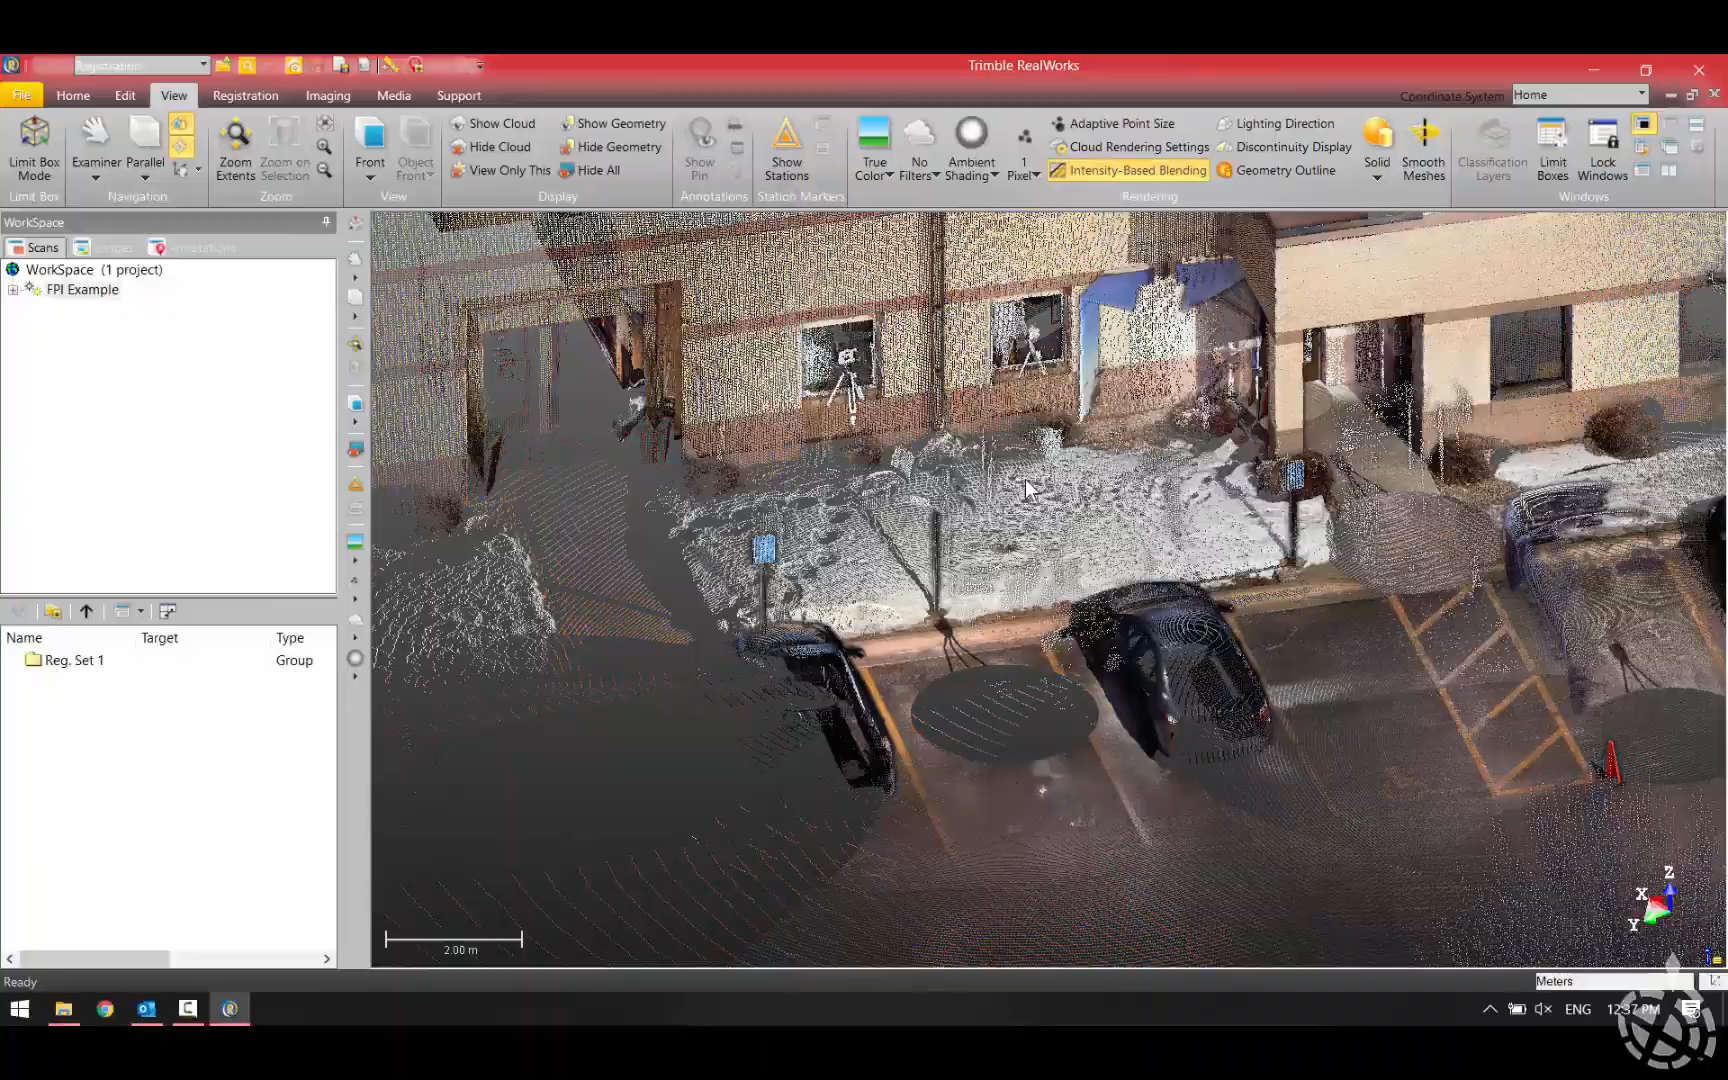 Registration
Trimble RealWorks
File
Home
Edit
View
Registration
Imaging
Media
Support
Coordinate System
Home
Limit Box Mode
Examiner
Parallel
Zoom Extents
Zoom on Selection
Front
Object Front
Show Cloud
Hide Cloud
View Only This
Show Geometry
Hide Geometry
Hide All
Show Pin
Show Stations
True Color
No Filters
Ambient Shading
1 Pixel
Adaptive Point Size
Cloud Rendering Settings
Intensity-Based Blending
Lighting Direction
Discontinuity Display
Geometry Outline
Solid
Smooth Meshes
Classification Layers
Limit Boxes
Lock Windows
Limit Box
Navigation
Zoom
View
Display
Annotations
Station Markers
Rendering
Windows
WorkSpace
Scans
WorkSpace (1 project)
FPI Example
Name
Target
Type
Reg. Set 1
Group
2.00 m
Z
X
Y
Ready
Meters
ENG
12:37 PM